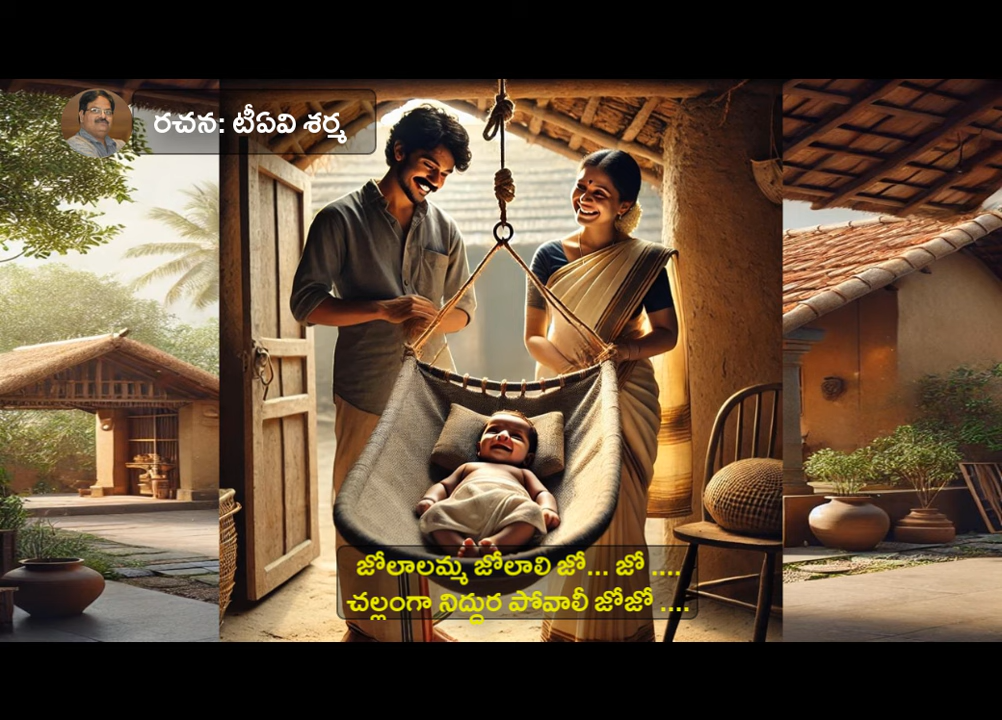 రచన: టీఏవి శర్మ
జోలాలమ్మ జోలాలి జో... జో ....
చల్లంగా నిద్దుర పోవాలీ జోజో ....